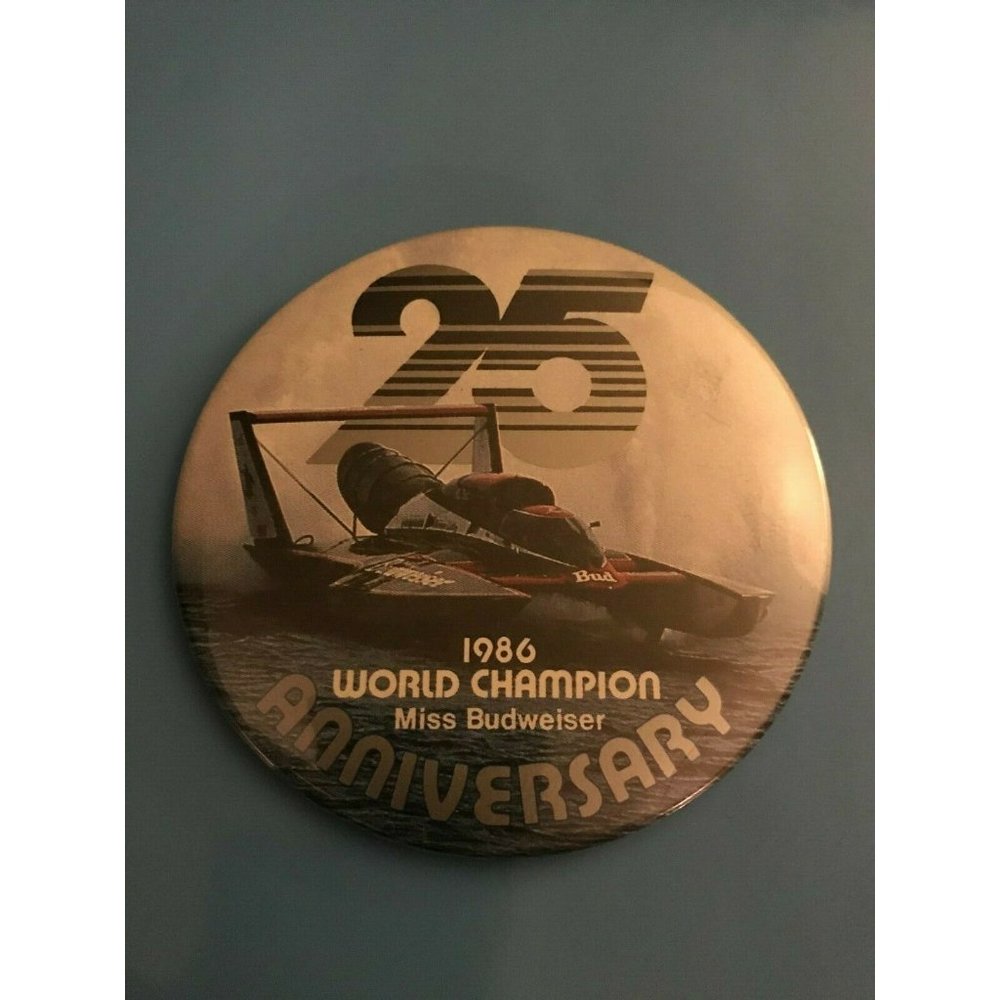 25
Budweiser
Bud
1986
WORLD CHAMPION
Miss Budweiser
ANNIVERSARY